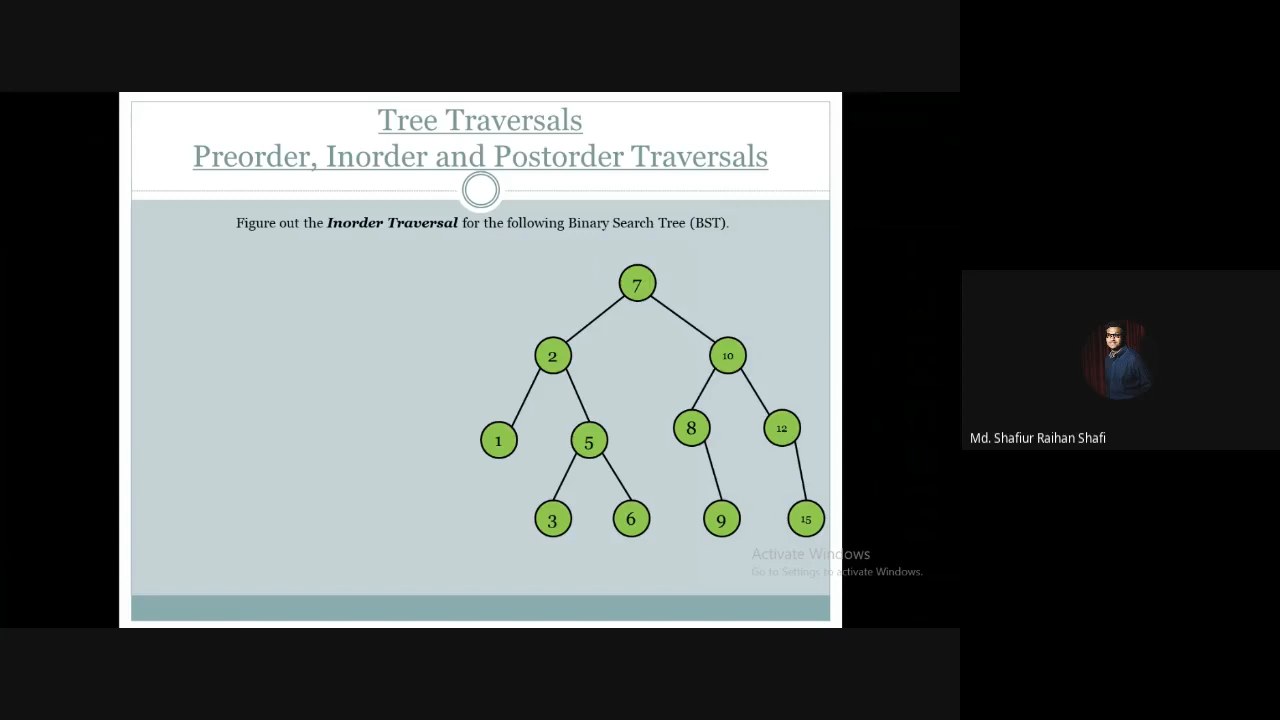 Tree Traversals
Preorder, Inorder and Postorder Traversals
Figure out the Inorder Traversal for the following Binary Search Tree (BST).
7
2
10
1
5
8
12
3
6
9
15
Activate Windows
Go to Settings to activate Windows.
Md. Shafiur Raihan Shafi